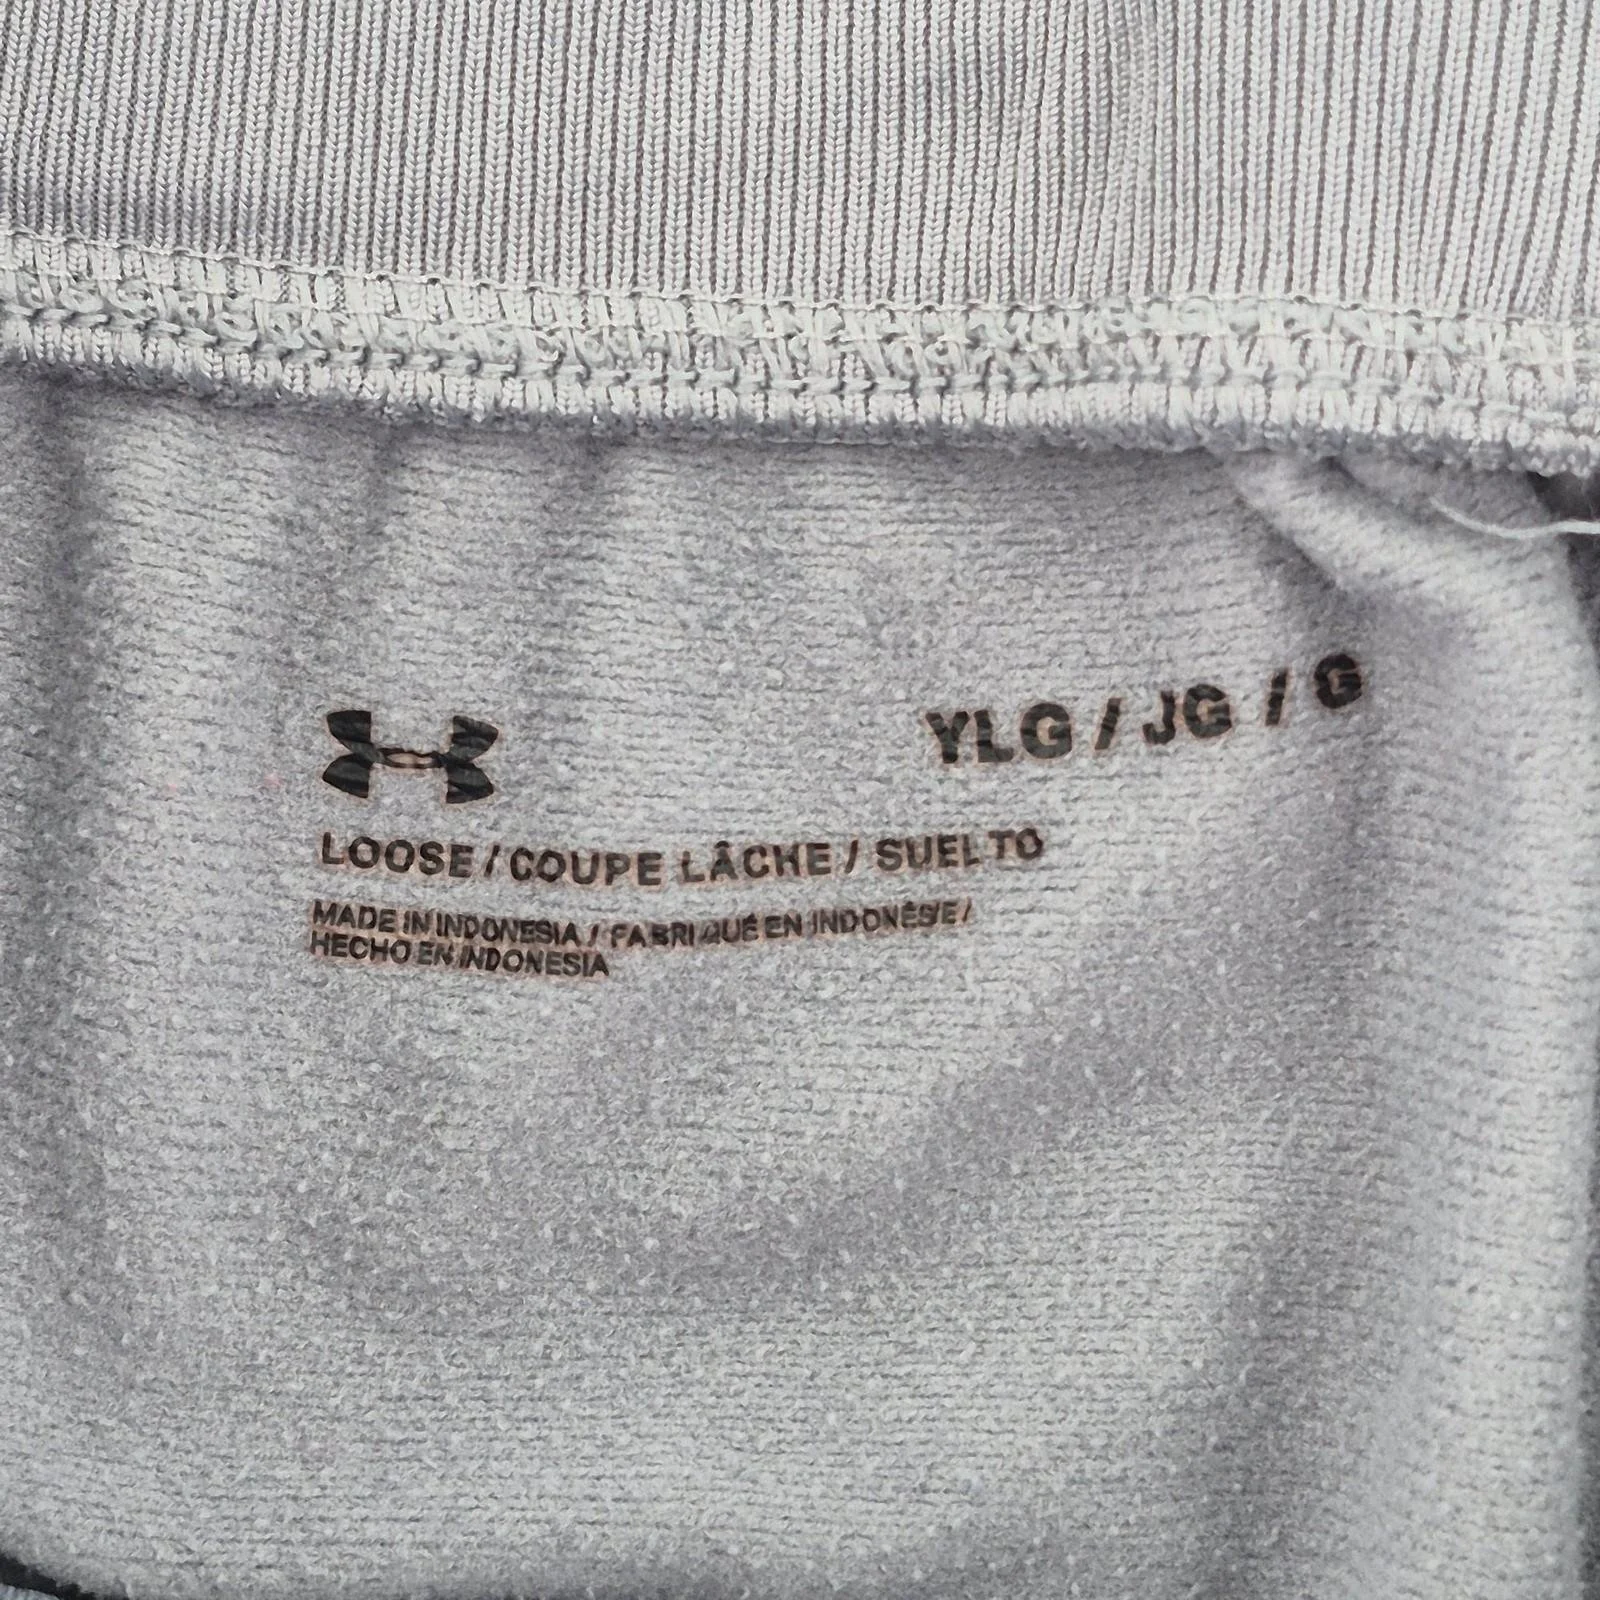 YLG / JG / G
LOOSE / COUPE LÂCHE / SUELTO
MADE IN INDONESIA / FABRIQUÉ EN INDONÉSIE /
HECHO EN INDONESIA